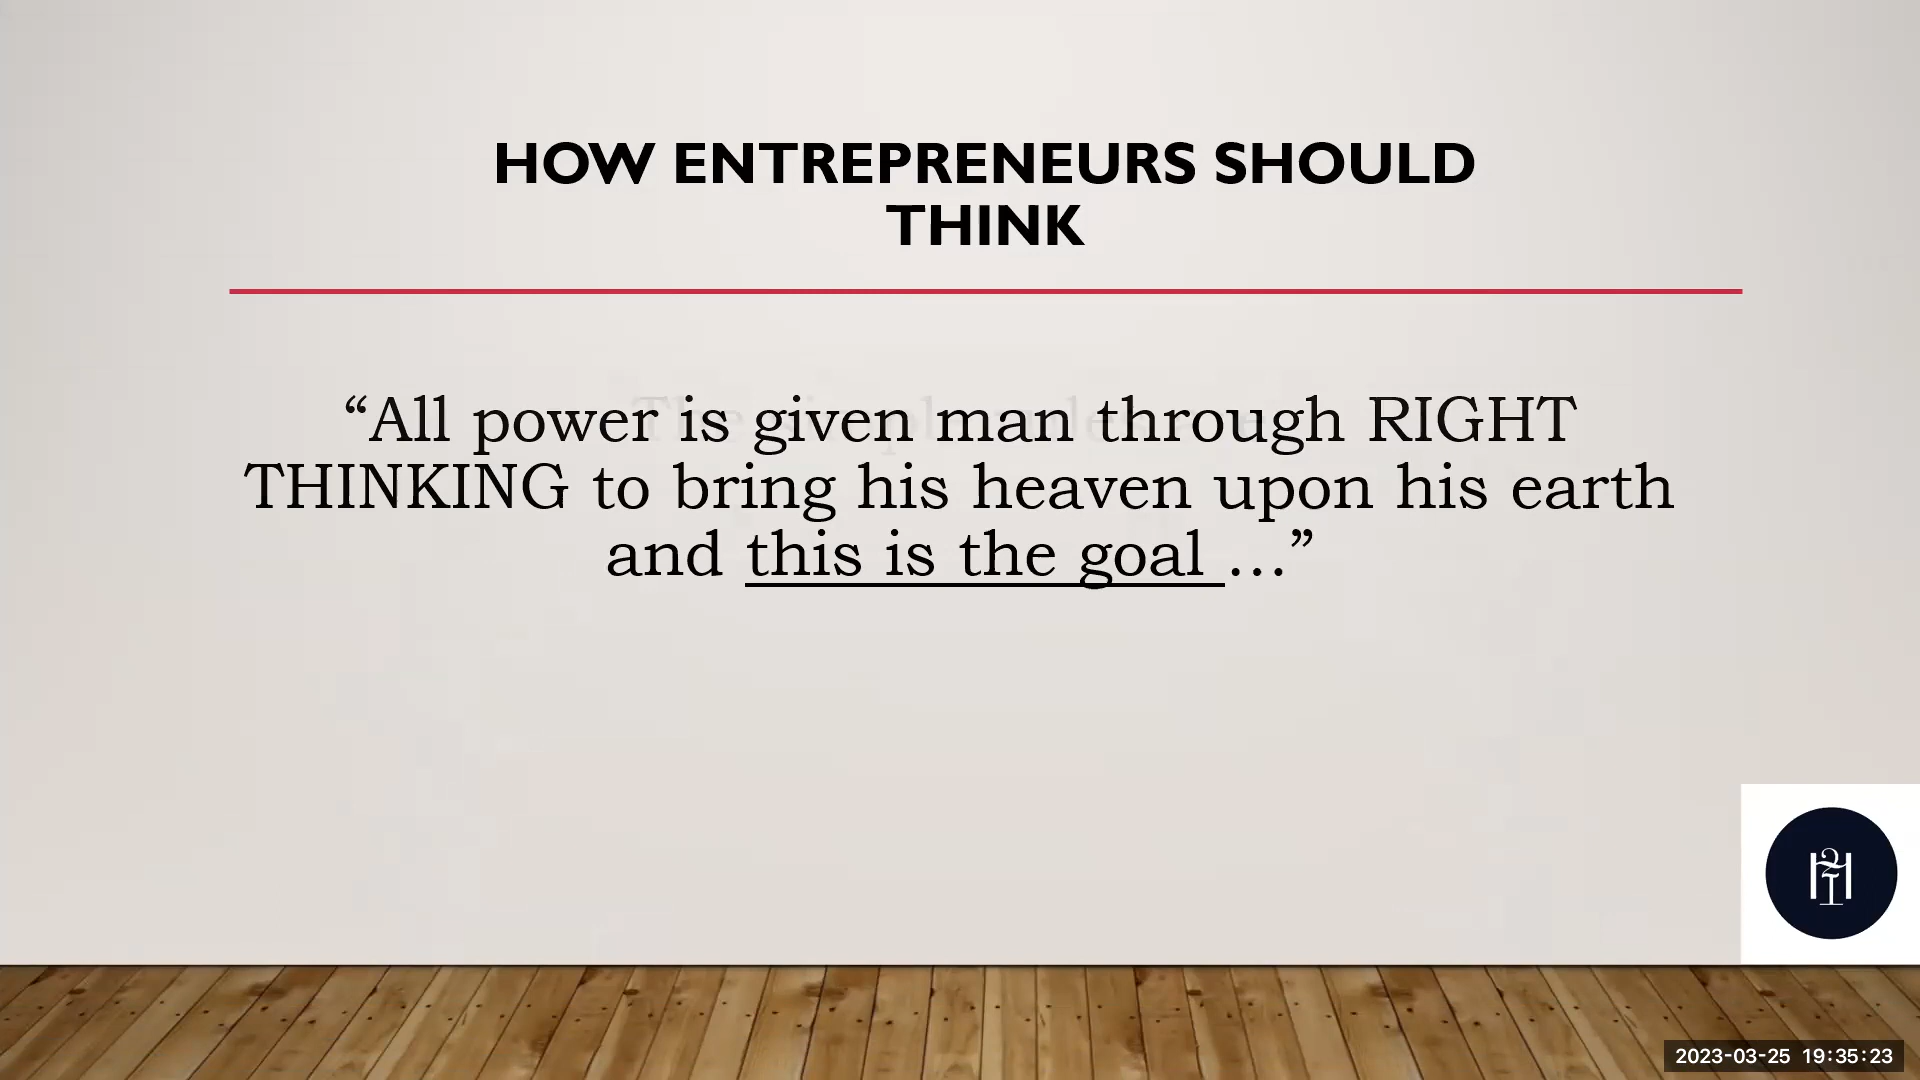 HOW ENTREPRENEURS SHOULD
THINK
“All power is given man through RIGHT
THINKING to bring his heaven upon his earth
and this is the goal …”
2023-03-25 19:35:23